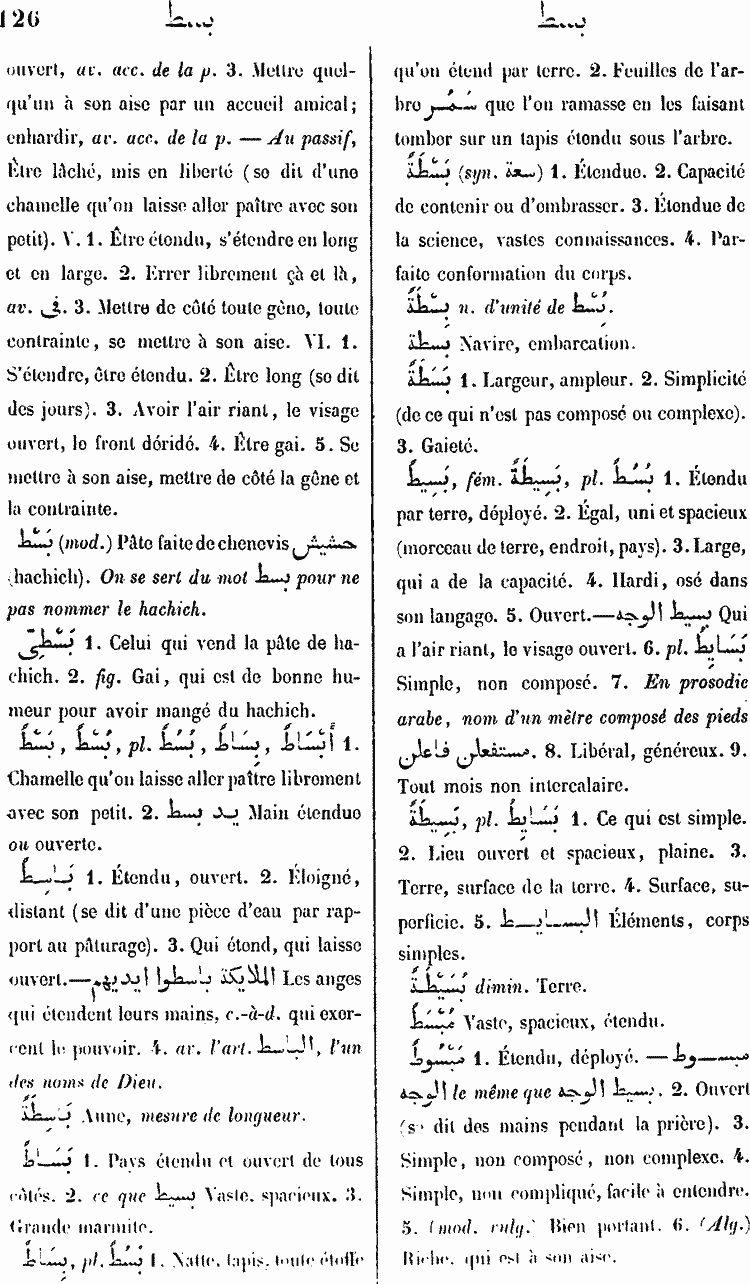 126
بسط
بسط
ouvert, av. acc. de la p. 3. Mettre quel-
qu'un à son aise par un accueil amical;
enhardir, av. acc. de la p. — Au passif,
Être lâché, mis en liberté (se dit d'une
chamelle qu'on laisse aller paître avec son
petit). V. 1. Être étendu, s'étendre en long
et en large. 2. Errer librement çà et là,
av. فى. 3. Mettre de côté toute gêne, toute
contrainte, se mettre à son aise. VI. 1.
S'étendre, être étendu. 2. Être long (se dit
des jours). 3. Avoir l'air riant, le visage
ouvert, le front déridé. 4. Être gai. 5. Se
mettre à son aise, mettre de côté la gêne et
la contrainte.
بَسْط (mod.) Pâte faite de chenevis حشيش
(hachich). On se sert du mot بسط pour ne
pas nommer le hachich.
بَسْطِىّ 1. Celui qui vend la pâte de ha-
chich. 2. fig. Gai, qui est de bonne hu-
meur pour avoir mangé du hachich.
بِسْطٌ, بُسْطٌ, pl. بُسُطٌ, بُسَاطٌ, أَبْسَاطٌ 1.
Chamelle qu'on laisse aller paître librement
avec son petit. 2. يد بسط Main étendue
ou ouverte.
بَاسِطٌ 1. Étendu, ouvert. 2. Éloigné,
distant (se dit d'une pièce d'eau par rap-
port au pâturage). 3. Qui étend, qui laisse
ouvert.—الملايكة باسطوا ايديهم Les anges
qui étendent leurs mains, c.-à-d. qui exer-
cent le pouvoir. 4. av. l'art. الباسط, l'un
des noms de Dieu.
بَاسِطَةٌ Aune, mesure de longueur.
بَسَاطٌ 1. Pays étendu et ouvert de tous
côtés. 2. ce que بسيط Vaste, spacieux. 3.
Grande marmite.
بِسَاطٌ, pl. بُسُطٌ 1. Natte, tapis, toute étoffe
qu'on étend par terre. 2. Feuilles de l'ar-
bre سَمُر que l'on ramasse en les faisant
tomber sur un tapis étendu sous l'arbre.
بَسْطَةٌ (syn. سعة) 1. Étendue. 2. Capacité
de contenir ou d'embrasser. 3. Étendue de
la science, vastes connaissances. 4. Par-
faite conformation du corps.
بِسْطَةٌ n. d'unité de بُسْط.
بسطة Navire, embarcation.
بَسَطَةٌ 1. Largeur, ampleur. 2. Simplicité
(de ce qui n'est pas composé ou complexe).
3. Gaieté.
بَسِيطٌ, fém. بَسِيطَةٌ, pl. بُسُطٌ 1. Étendu
par terre, déployé. 2. Égal, uni et spacieux
(morceau de terre, endroit, pays). 3. Large,
qui a de la capacité. 4. Hardi, osé dans
son langage. 5. Ouvert.—بسيط الوجه Qui
a l'air riant, le visage ouvert. 6. pl. بَسَايِطُ
Simple, non composé. 7. En prosodie
arabe, nom d'un mètre composé des pieds
مستفعلن فاعلن. 8. Libéral, généreux. 9.
Tout mois non intercalaire.
بَسِيطَةٌ, pl. بَسَايِطُ 1. Ce qui est simple.
2. Lieu ouvert et spacieux, plaine. 3.
Terre, surface de la terre. 4. Surface, su-
perficie. 5. البسايط Éléments, corps
simples.
بُسَيْطَةٌ dimin. Terre.
مُبْسَطٌ Vaste, spacieux, étendu.
مَبْسُوطٌ 1. Étendu, déployé. — مبسوط
الوجه le même que بسيط الوجه. 2. Ouvert
(se dit des mains pendant la prière). 3.
Simple, non composé, non complexe. 4.
Simple, non compliqué, facile à entendre.
5. (mod. vulg.) Bien portant. 6. (Alg.)
Riche, qui est à son aise.